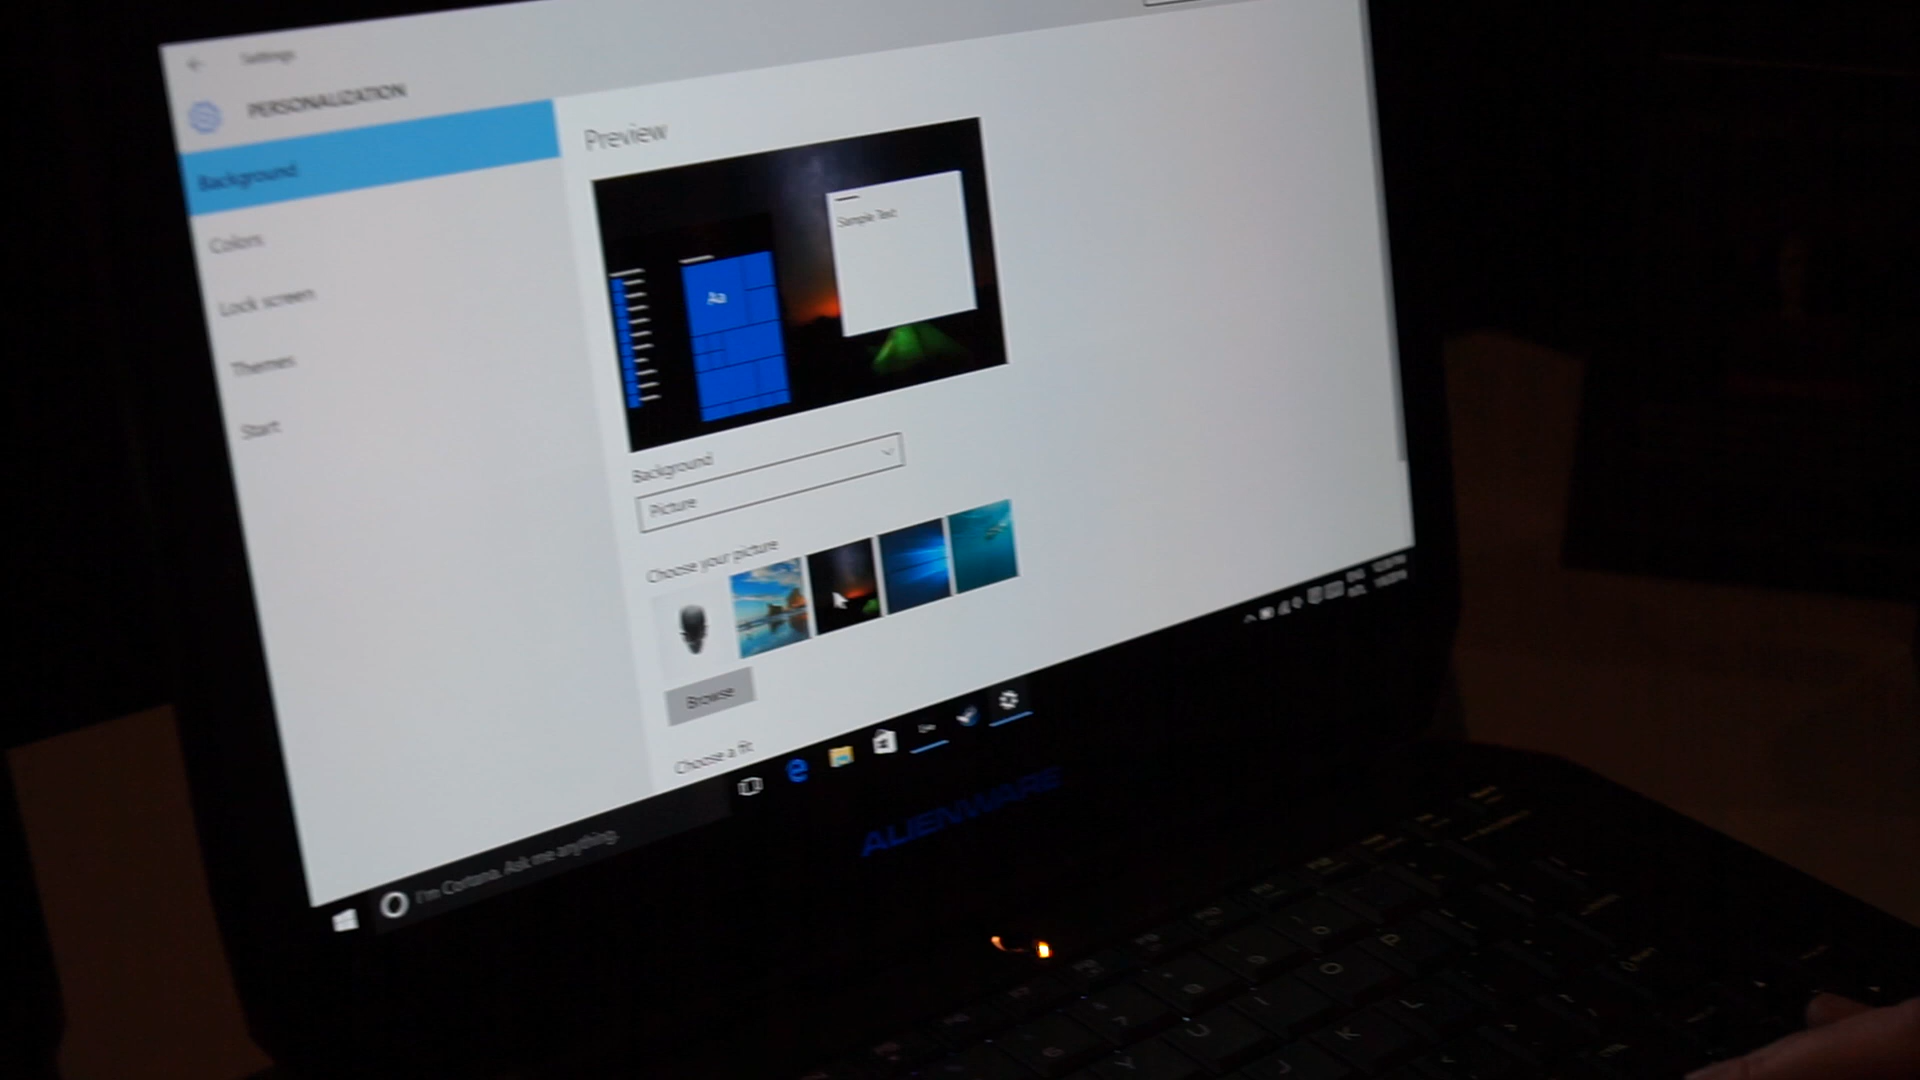 Settings
PERSONALIZATION
Background
Colors
Lock screen
Themes
Start
Preview
Sample Text
Aa
Background
Picture
Choose your picture
Browse
Choose a fit
I'm Cortana. Ask me anything.
ALIENWARE
O
P
U
I
O
Y
J
K
L